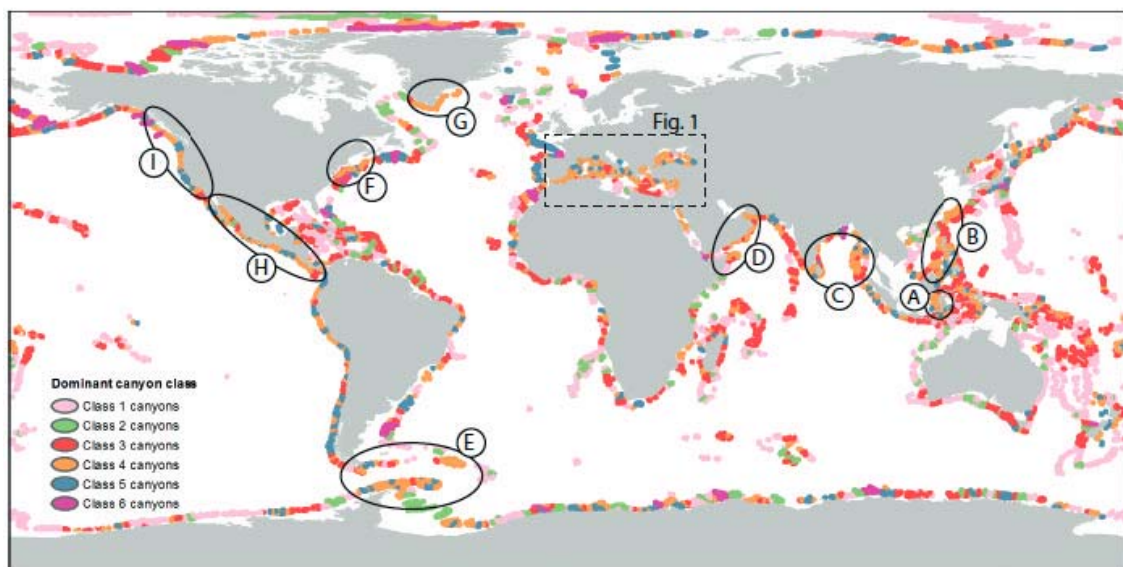 G
Fig. 1
I
F
B
D
H
C
A
Dominant canyon class
Class 1 canyons
Class 2 canyons
Class 3 canyons
Class 4 canyons
Class 5 canyons
Class 6 canyons
E